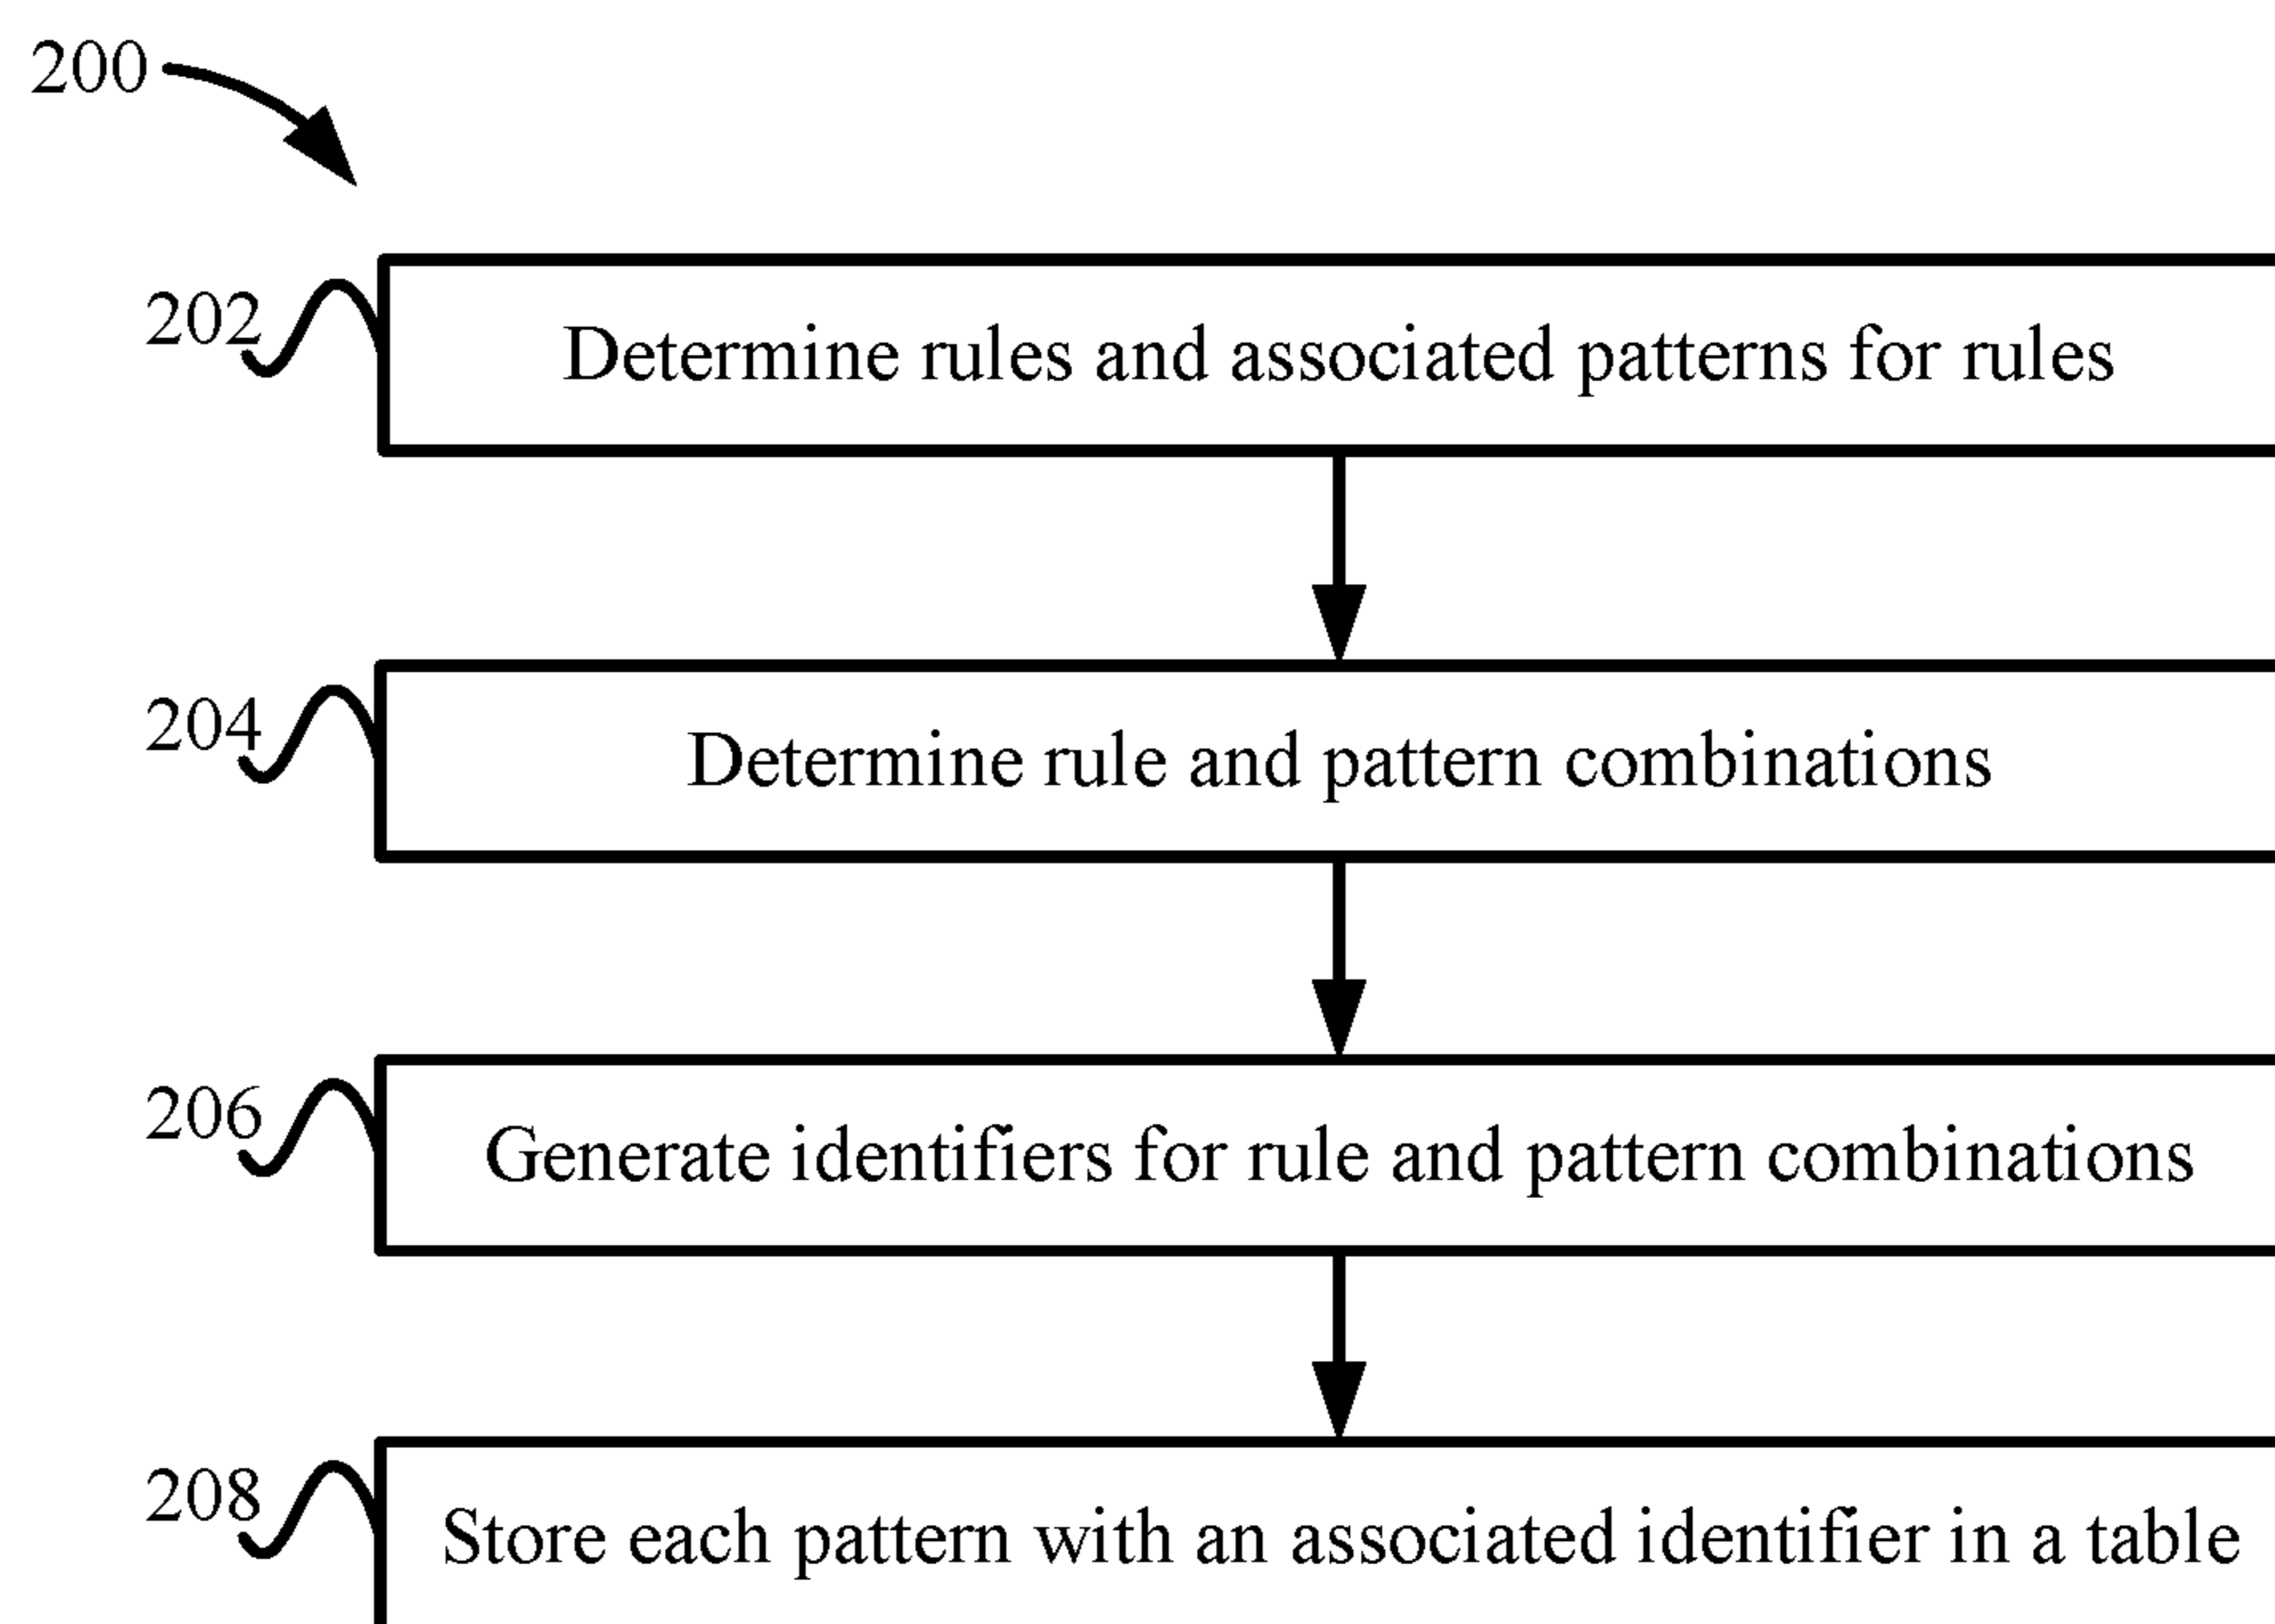 200
202
Determine rules and associated patterns for rules
204
Determine rule and pattern combinations
206
Generate identifiers for rule and pattern combinations
208
Store each pattern with an associated identifier in a table